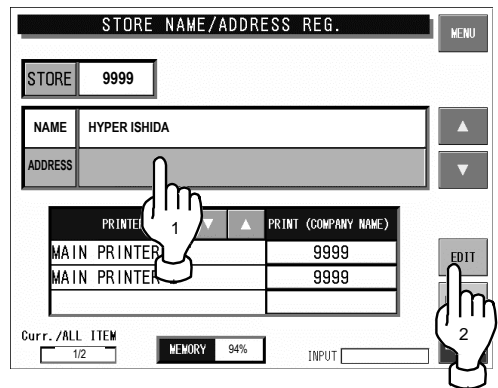 STORE NAME/ADDRESS REG.
MENU
STORE 9999
NAME HYPER ISHIDA
ADDRESS
▲
▼
1
▼ ▲ PRINT (COMPANY NAME)
MAIN PRINTER 9999
MAIN PRINTER 9999
EDIT
2
Curr./ALL ITEM
1/2
MEMORY 94%
INPUT